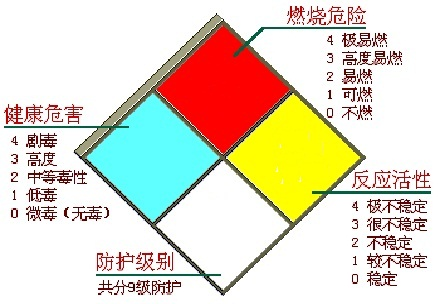 燃烧危险
4 极易燃
3 高度易燃
2 易燃
1 可燃
0 不燃
健康危害
4 剧毒
3 高度
2 中等毒性
1 低毒
0 微毒（无毒）
反应活性
4 极不稳定
3 很不稳定
2 不稳定
1 较不稳定
0 稳定
防护级别
共分9级防护